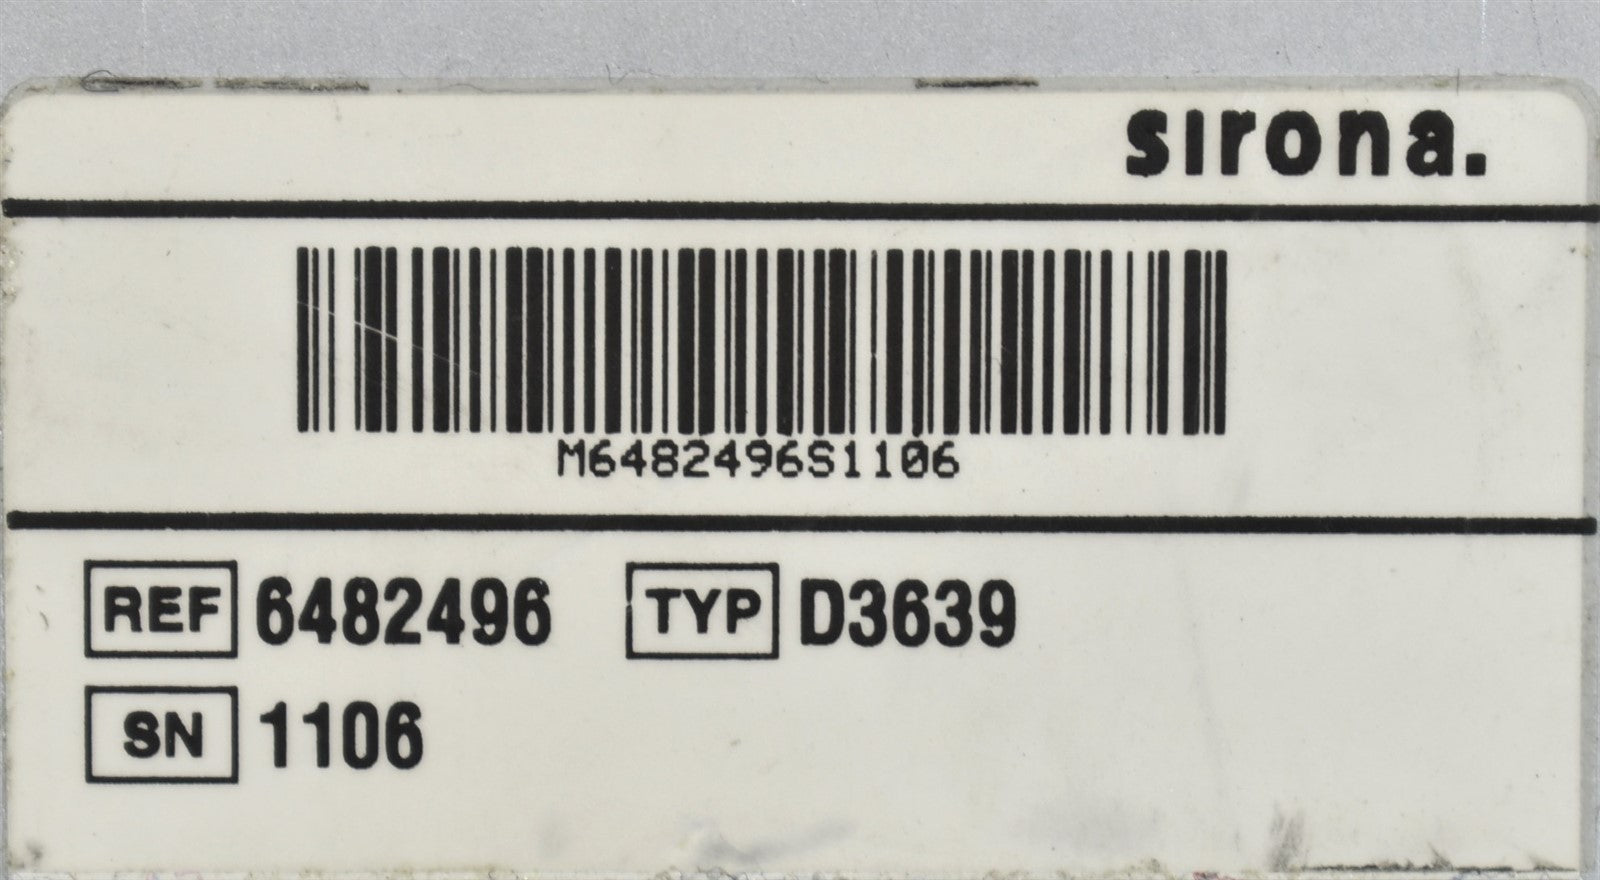 sirona.
M6482496S1106
REF 6482496 TYP D3639
SN 1106